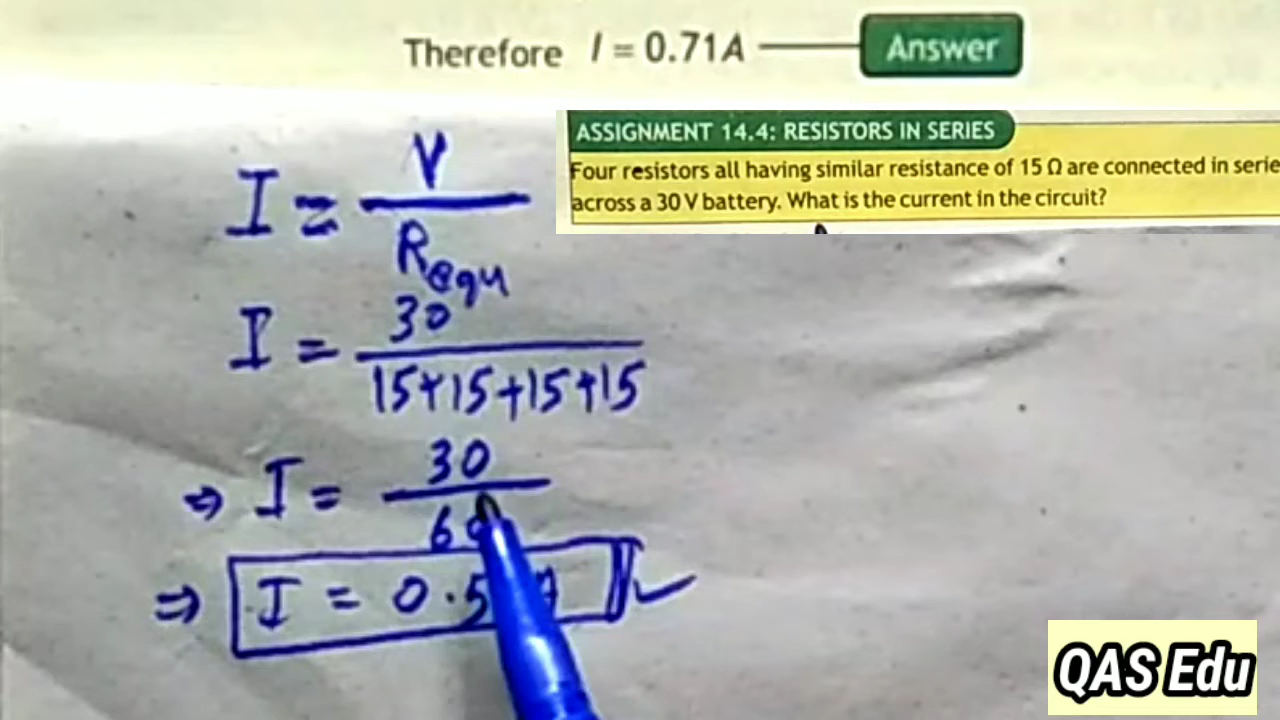 Therefore I = 0.71A
Answer
ASSIGNMENT 14.4: RESISTORS IN SERIES
Four resistors all having similar resistance of 15 Ω are connected in serie
across a 30 V battery. What is the current in the circuit?
I = V
Requ
I = 30
15+15+15+15
⇒ I = 30
6
⇒ I = 0.5
QAS Edu